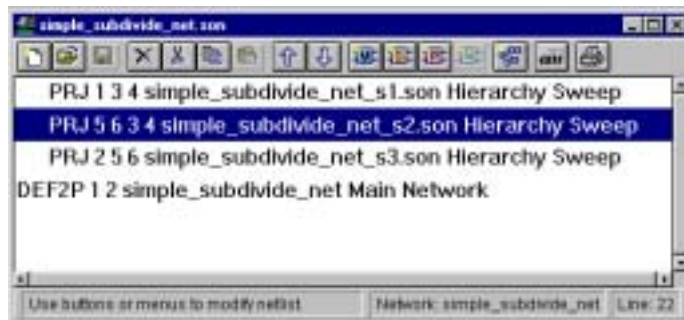 simple_subdivide_net.son
PRJ 1 3 4 simple_subdivide_net_s1.son Hierarchy Sweep
PRJ 5 6 3 4 simple_subdivide_net_s2.son Hierarchy Sweep
PRJ 2 5 6 simple_subdivide_net_s3.son Hierarchy Sweep
DEF2P 1 2 simple_subdivide_net Main Network
Use buttons or menus to modify netlist
Network: simple_subdivide_net
Line: 22